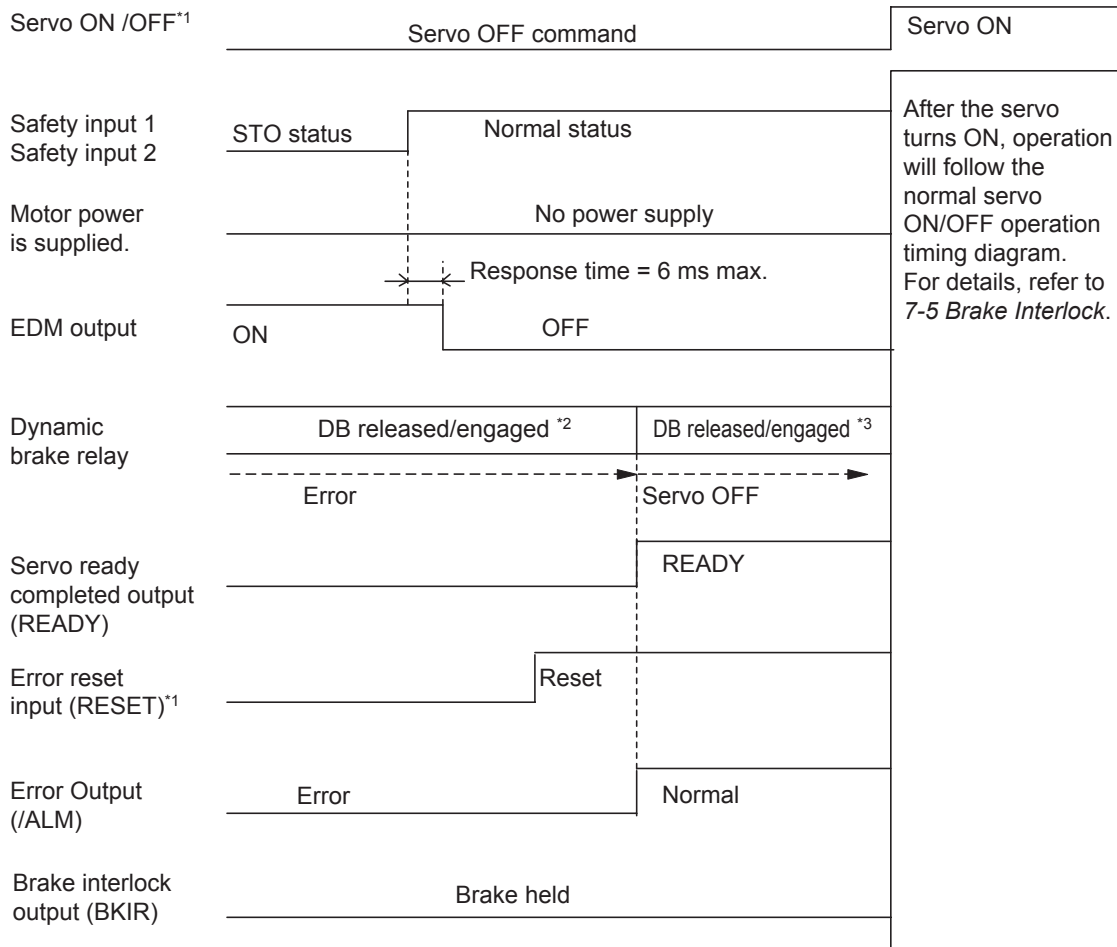 Servo ON /OFF*1
Servo OFF command
Servo ON
Safety input 1
Safety input 2
STO status
Normal status
After the servo
turns ON, operation
will follow the
normal servo
ON/OFF operation
timing diagram.
For details, refer to
7-5 Brake Interlock.
Motor power
is supplied.
No power supply
Response time = 6 ms max.
EDM output
ON
OFF
Dynamic
brake relay
DB released/engaged *2
DB released/engaged *3
Error
Servo OFF
Servo ready
completed output
(READY)
READY
Error reset
input (RESET)*1
Reset
Error Output
(/ALM)
Error
Normal
Brake interlock
output (BKIR)
Brake held